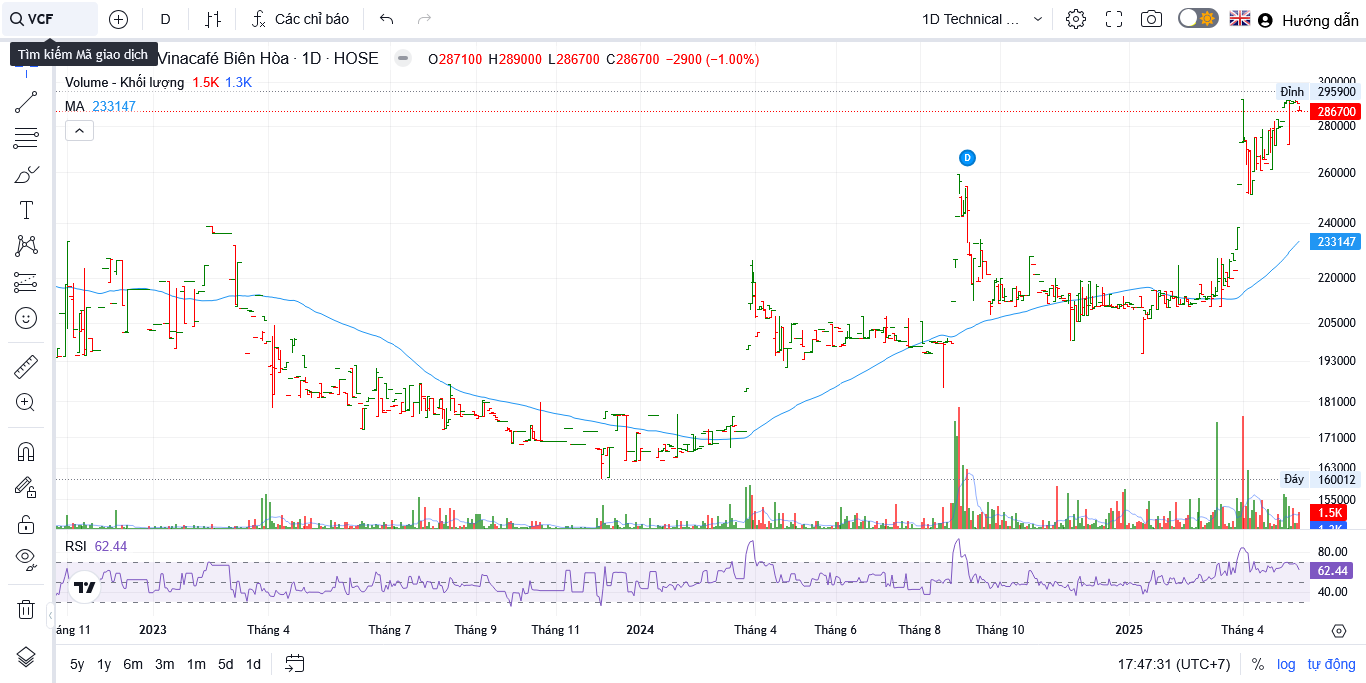 VCF
D
Các chỉ báo
1D Technical ...
Hướng dẫn
Tìm kiếm Mã giao dịch
Vinacafé Biên Hòa · 1D · HOSE
O287100 H289000 L286700 C286700 −2900 (−1.00%)
Volume - Khối lượng 1.5K 1.3K
MA 233147
300000
Đỉnh 295900
286700
280000
D
260000
240000
233147
220000
205000
193000
181000
171000
163000
Đáy 160012
155000
1.5K
RSI 62.44
80.00
62.44
40.00
áng 11 2023 Tháng 4 Tháng 7 Tháng 9 Tháng 11 2024 Tháng 4 Tháng 6 Tháng 8 Tháng 10 2025 Tháng 4
5y 1y 6m 3m 1m 5d 1d
17:47:31 (UTC+7) % log tự động